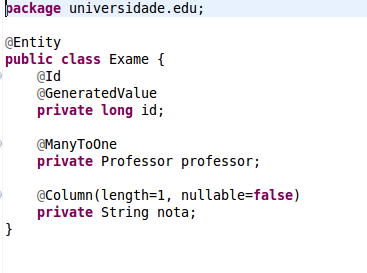 package universidade.edu;
@Entity
public class Exame {
@Id
@GeneratedValue
private long id;
@ManyToOne
private Professor professor;
@Column(length=1, nullable=false)
private String nota;
}